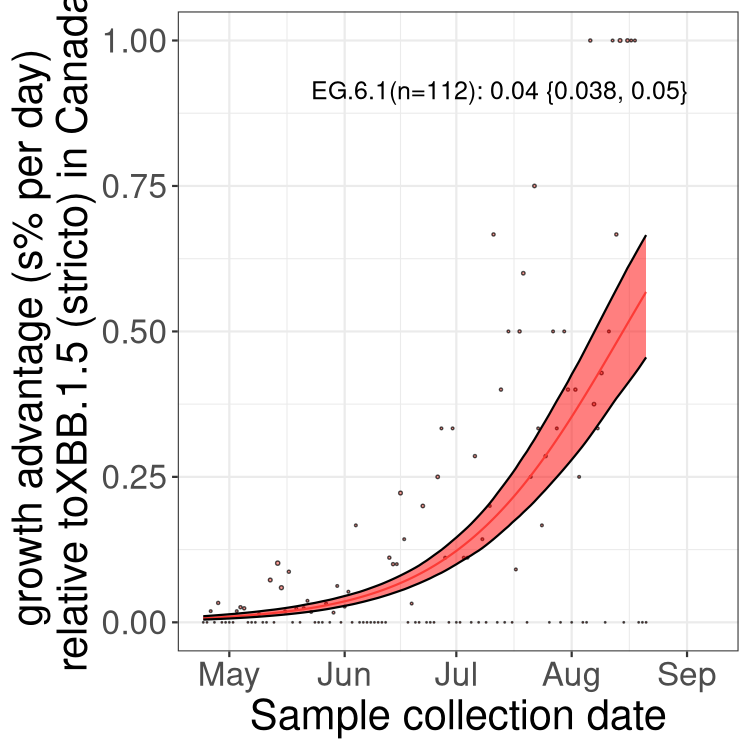 growth advantage (s% per day)
relative toXBB.1.5 (stricto) in Canada
1.00
0.75
0.50
0.25
0.00
EG.6.1(n=112): 0.04 {0.038, 0.05}
May Jun Jul Aug Sep
Sample collection date